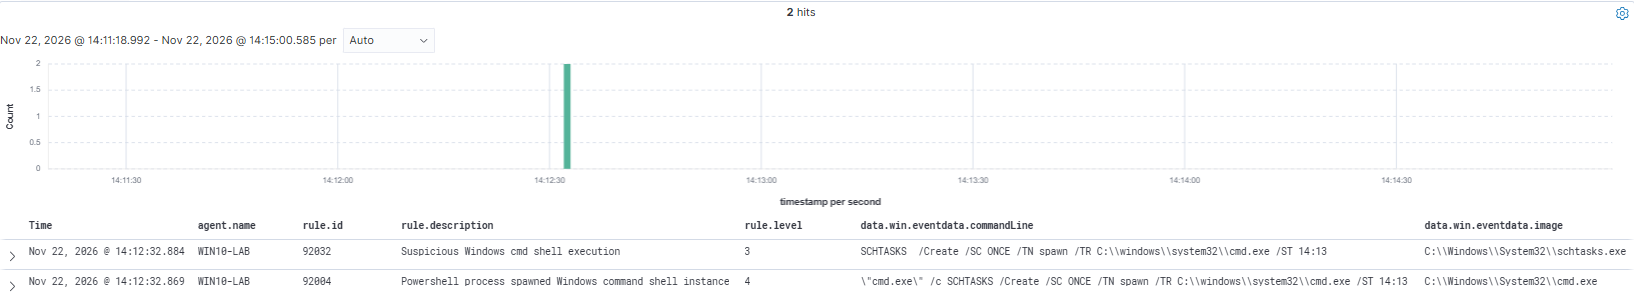 2 hits
Nov 22, 2026 @ 14:11:18.992 - Nov 22, 2026 @ 14:15:00.585 per Auto
2
1.5
1
0.5
0
Count
14:11:30 14:12:00 14:12:30 14:13:00 14:13:30 14:14:00 14:14:30
timestamp per second
Time agent.name rule.id rule.description rule.level data.win.eventdata.commandLine data.win.eventdata.image
Nov 22, 2026 @ 14:12:32.884 WIN10-LAB 92032 Suspicious Windows cmd shell execution 3 SCHTASKS  /Create /SC ONCE /TN spawn /TR C:\\windows\\system32\\cmd.exe /ST 14:13 C:\\Windows\\System32\\schtasks.exe
Nov 22, 2026 @ 14:12:32.869 WIN10-LAB 92004 Powershell process spawned Windows command shell instance 4 \"cmd.exe\" /c SCHTASKS /Create /SC ONCE /TN spawn /TR C:\\windows\\system32\\cmd.exe /ST 14:13 C:\\Windows\\System32\\cmd.exe